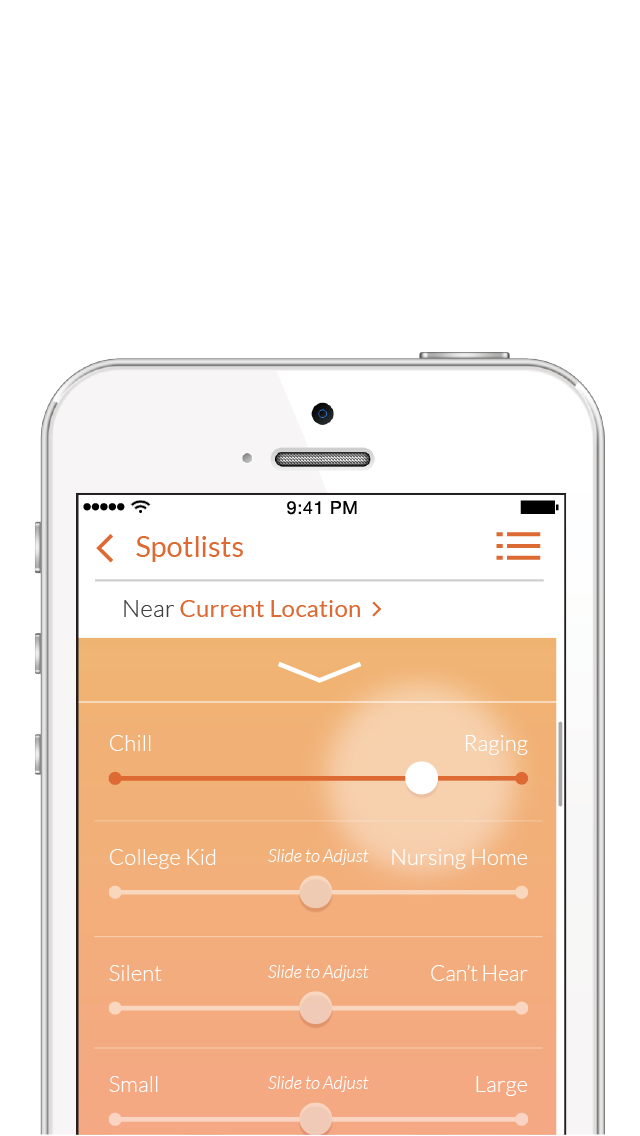 9:41 PM
Spotlists
Near Current Location
Chill Raging
College Kid Slide to Adjust Nursing Home
Silent Slide to Adjust Can't Hear
Small Slide to Adjust Large